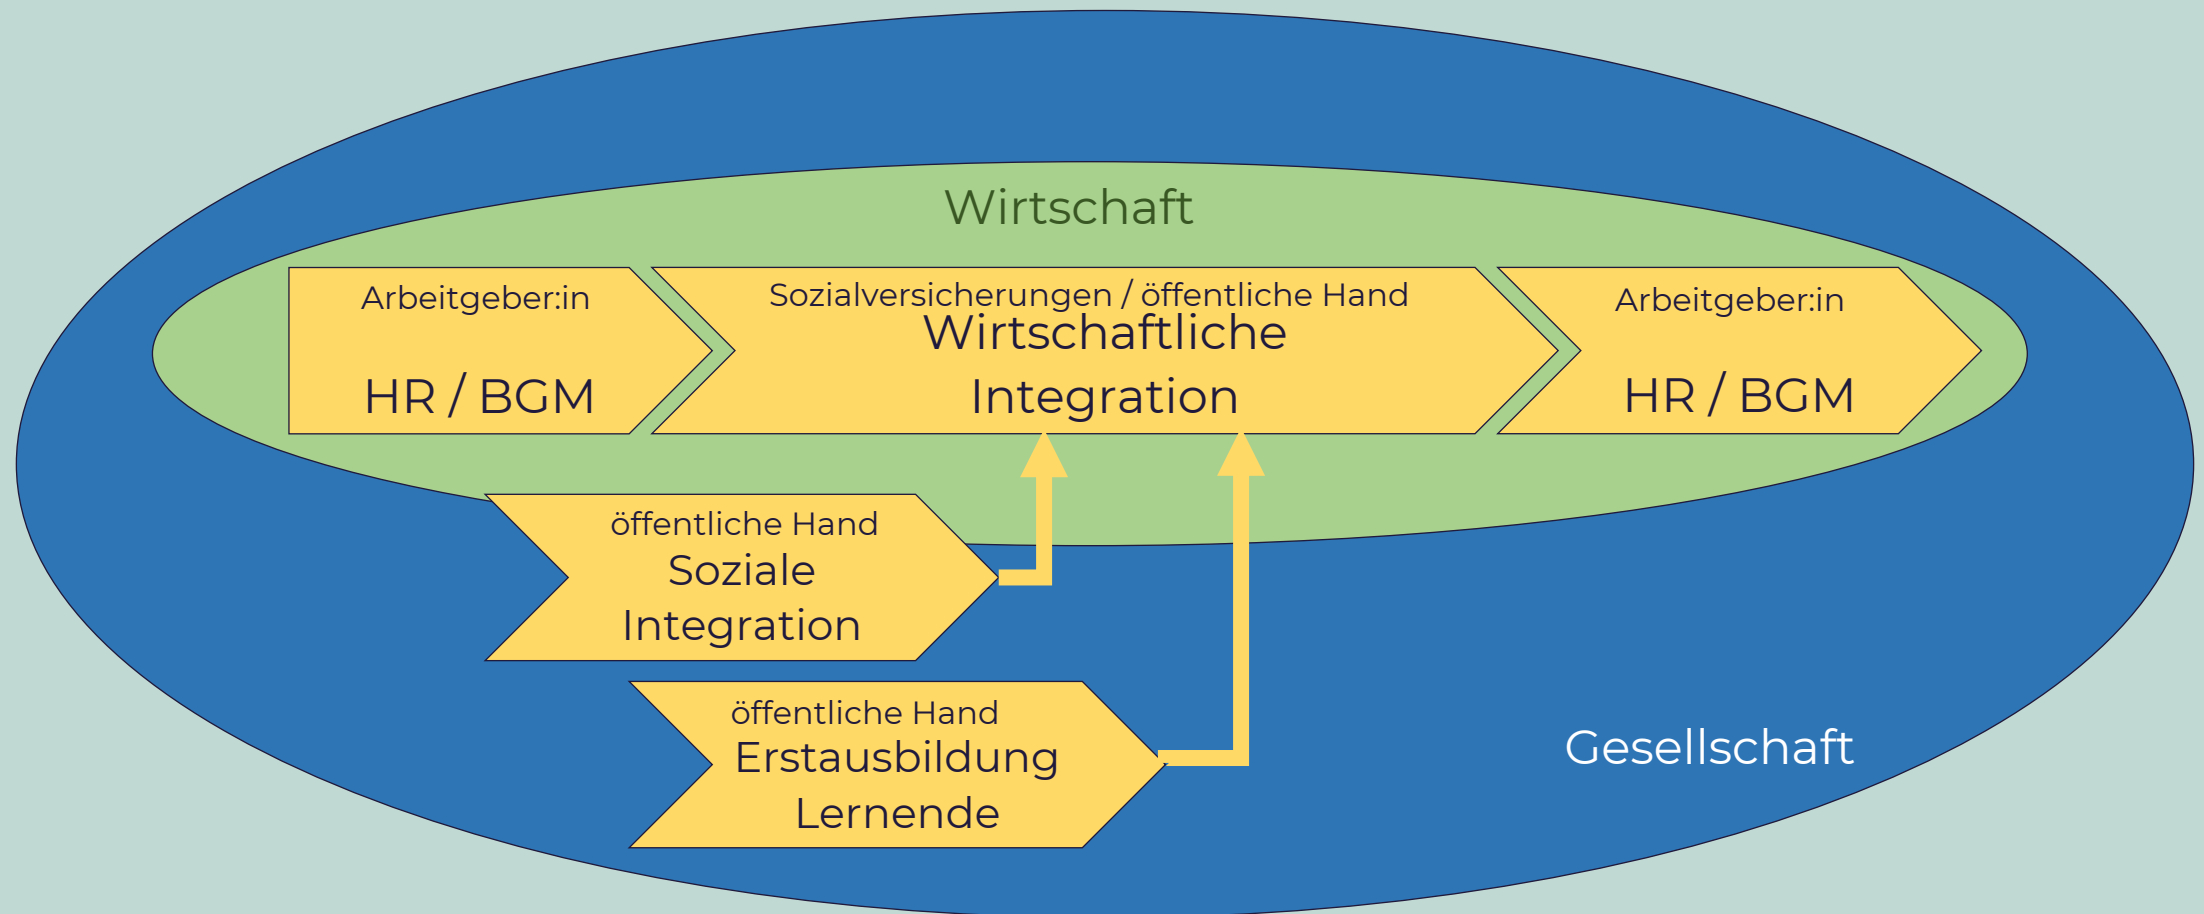 Wirtschaft
Arbeitgeber:in
HR / BGM
Sozialversicherungen / öffentliche Hand
Wirtschaftliche
Integration
Arbeitgeber:in
HR / BGM
öffentliche Hand
Soziale
Integration
öffentliche Hand
Erstausbildung
Lernende
Gesellschaft